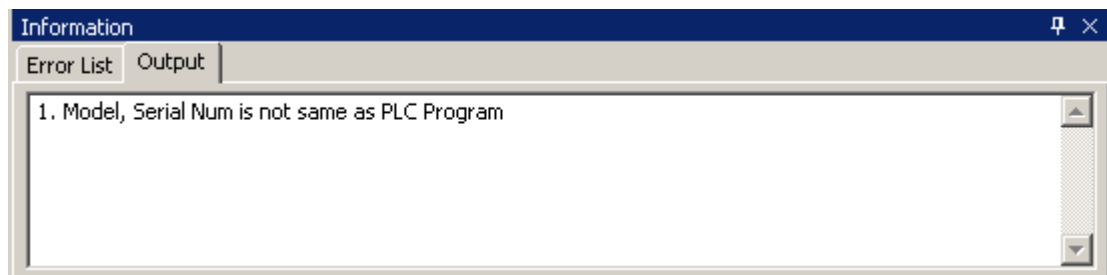 Information
Error List Output
1. Model, Serial Num is not same as PLC Program